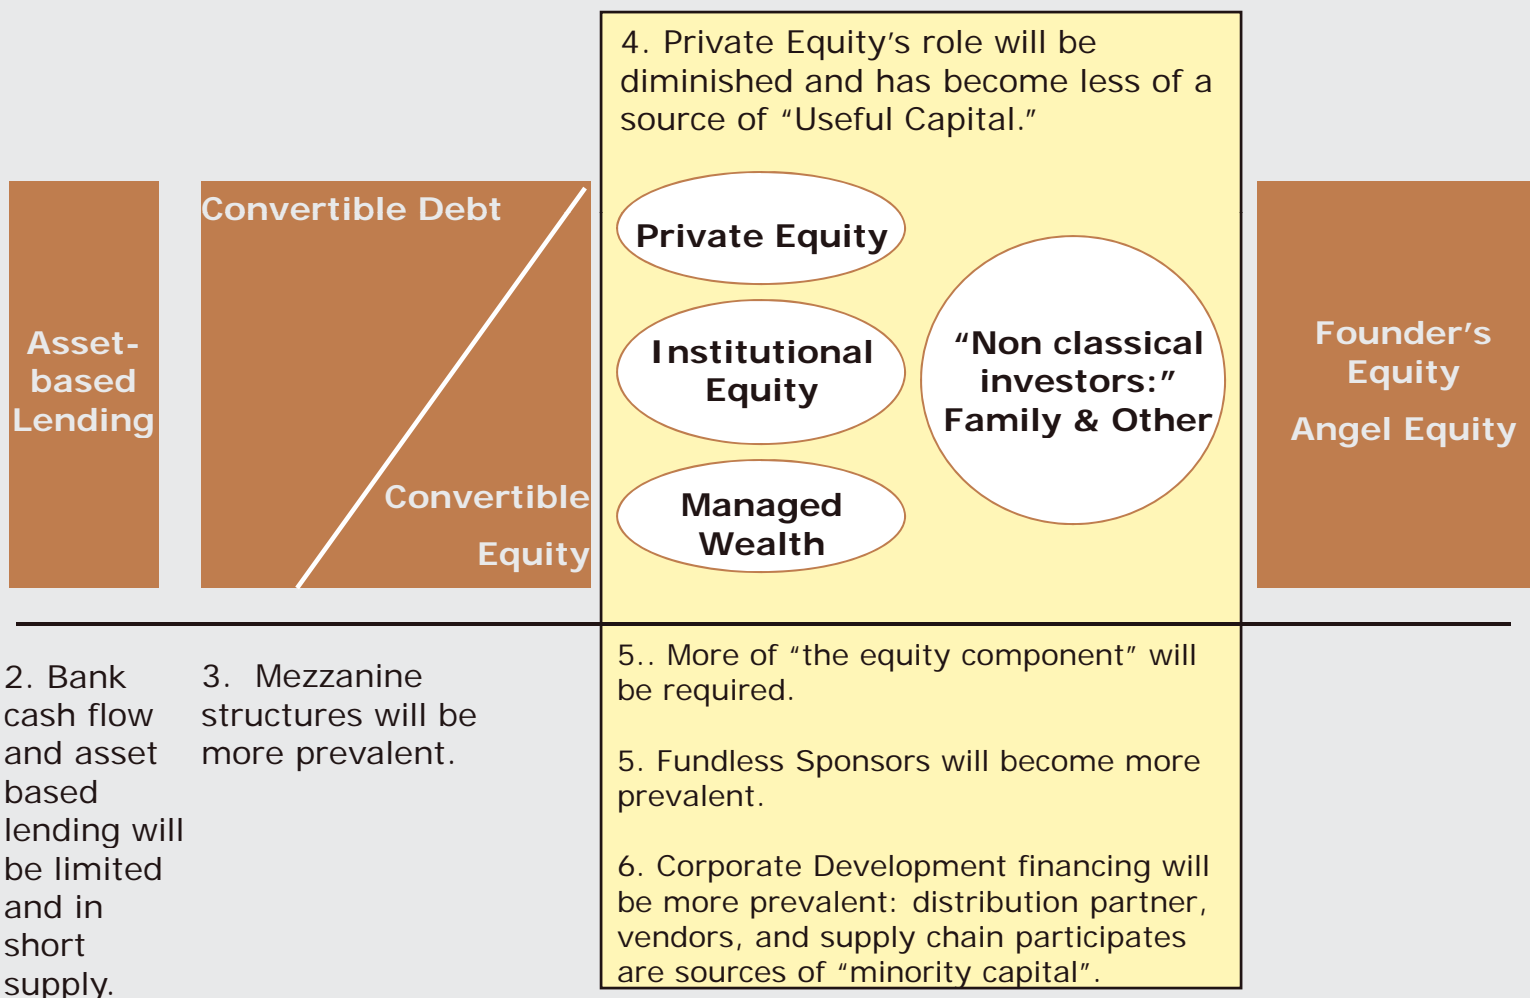 4. Private Equity’s role will be
diminished and has become less of a
source of “Useful Capital.”
Asset-
based
Lending
Convertible Debt
Convertible
Equity
Private Equity
Institutional
Equity
Managed
Wealth
“Non classical
investors:”
Family & Other
Founder’s
Equity
Angel Equity
2. Bank
cash flow
and asset
based
lending will
be limited
and in
short
supply.
3. Mezzanine
structures will be
more prevalent.
5.. More of “the equity component” will
be required.
5. Fundless Sponsors will become more
prevalent.
6. Corporate Development financing will
be more prevalent: distribution partner,
vendors, and supply chain participates
are sources of “minority capital”.